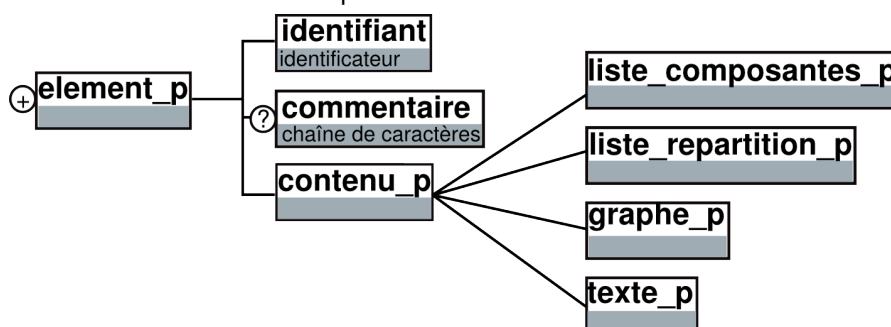 identifiant
identificateur
element_p
+
?
commentaire
chaîne de caractères
contenu_p
liste_composantes_p
liste_repartition_p
graphe_p
texte_p